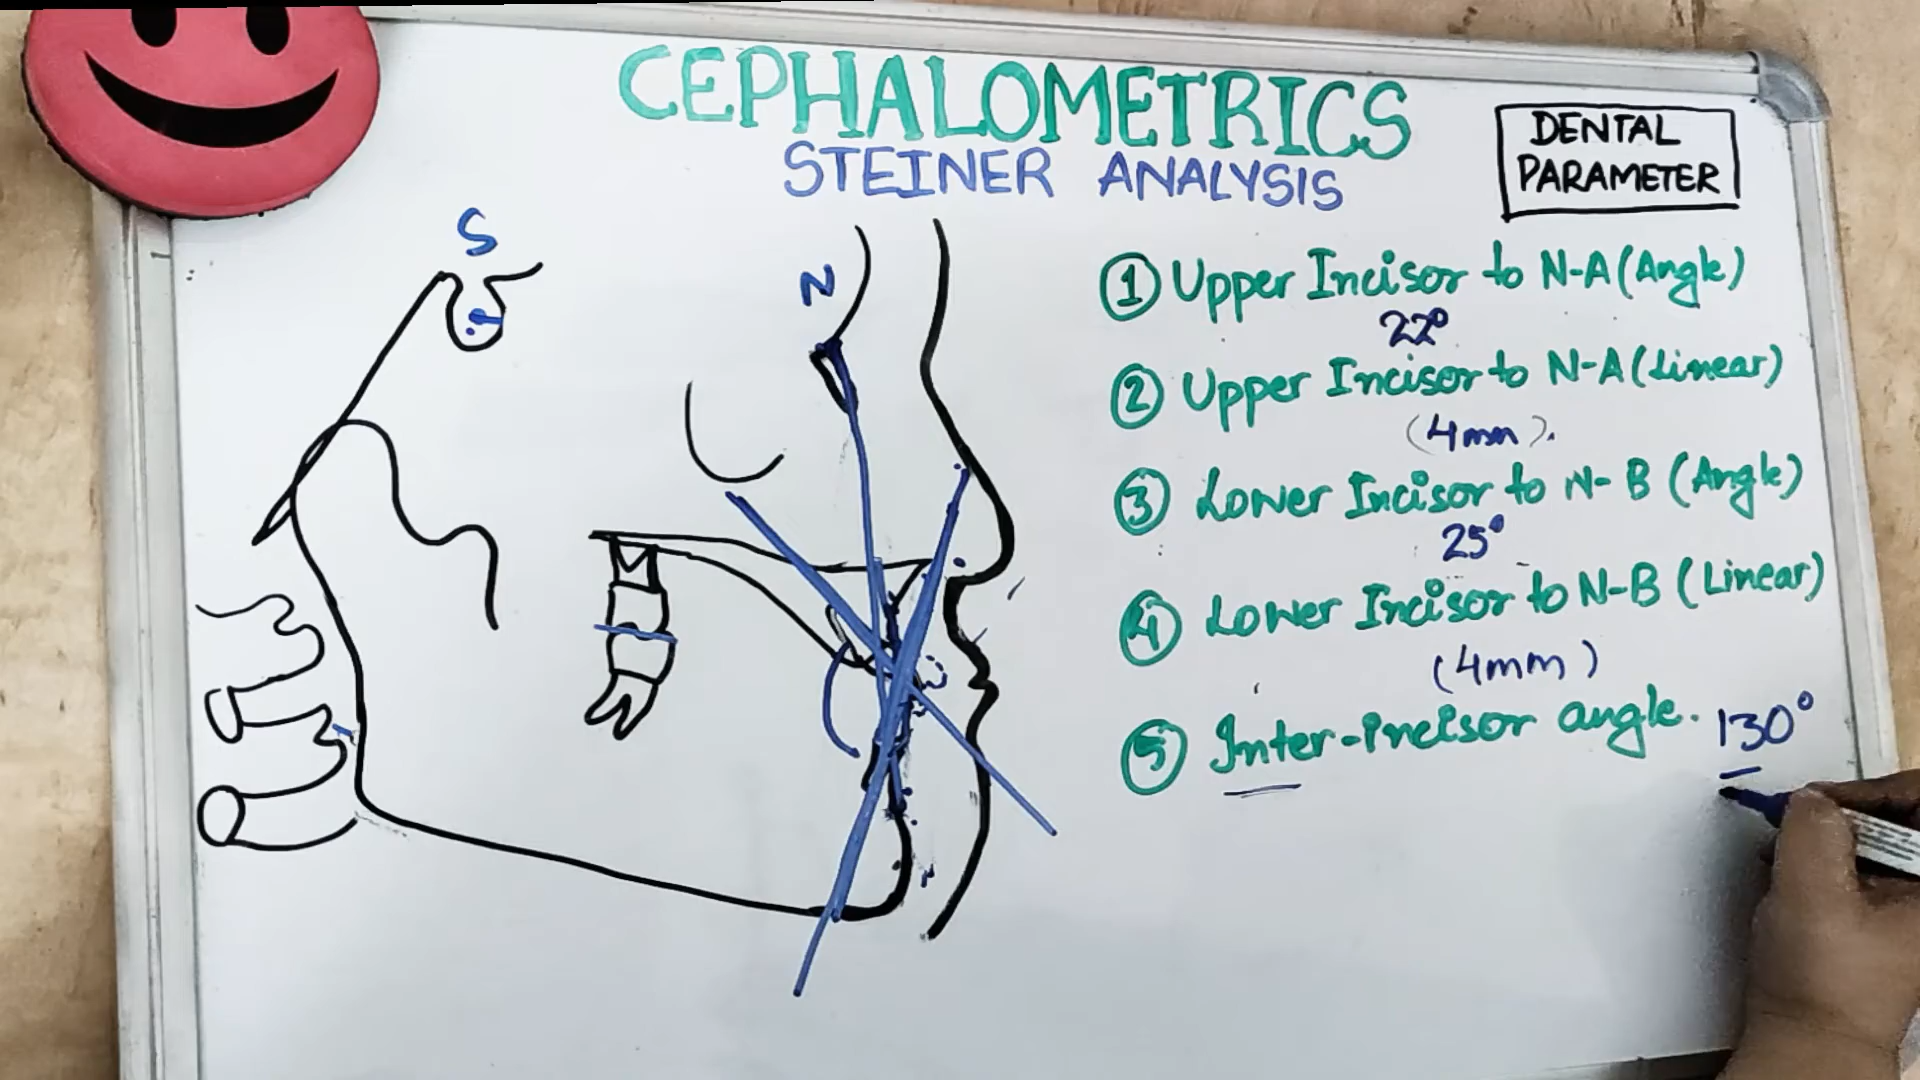 CEPHALOMETRICS
STEINER ANALYSIS
DENTAL
PARAMETER
S
N
① Upper Incisor to N-A (Angle)
22°
② Upper Incisor to N-A (Linear)
(4mm).
③ Lower Incisor to N-B (Angle)
25°
④ Lower Incisor to N-B (Linear)
(4mm)
⑤ Inter-incisor angle. 130°